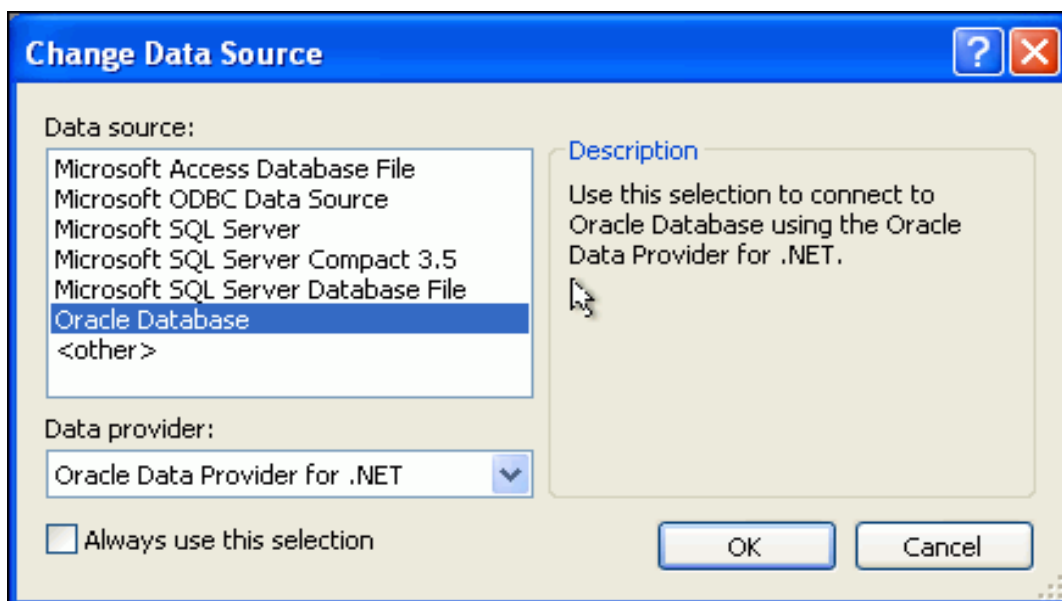 Change Data Source
?
Data source:
Microsoft Access Database File
Microsoft ODBC Data Source
Microsoft SQL Server
Microsoft SQL Server Compact 3.5
Microsoft SQL Server Database File
Oracle Database
<other>
Data provider:
Oracle Data Provider for .NET
Always use this selection
Description
Use this selection to connect to
Oracle Database using the Oracle
Data Provider for .NET.
OK
Cancel